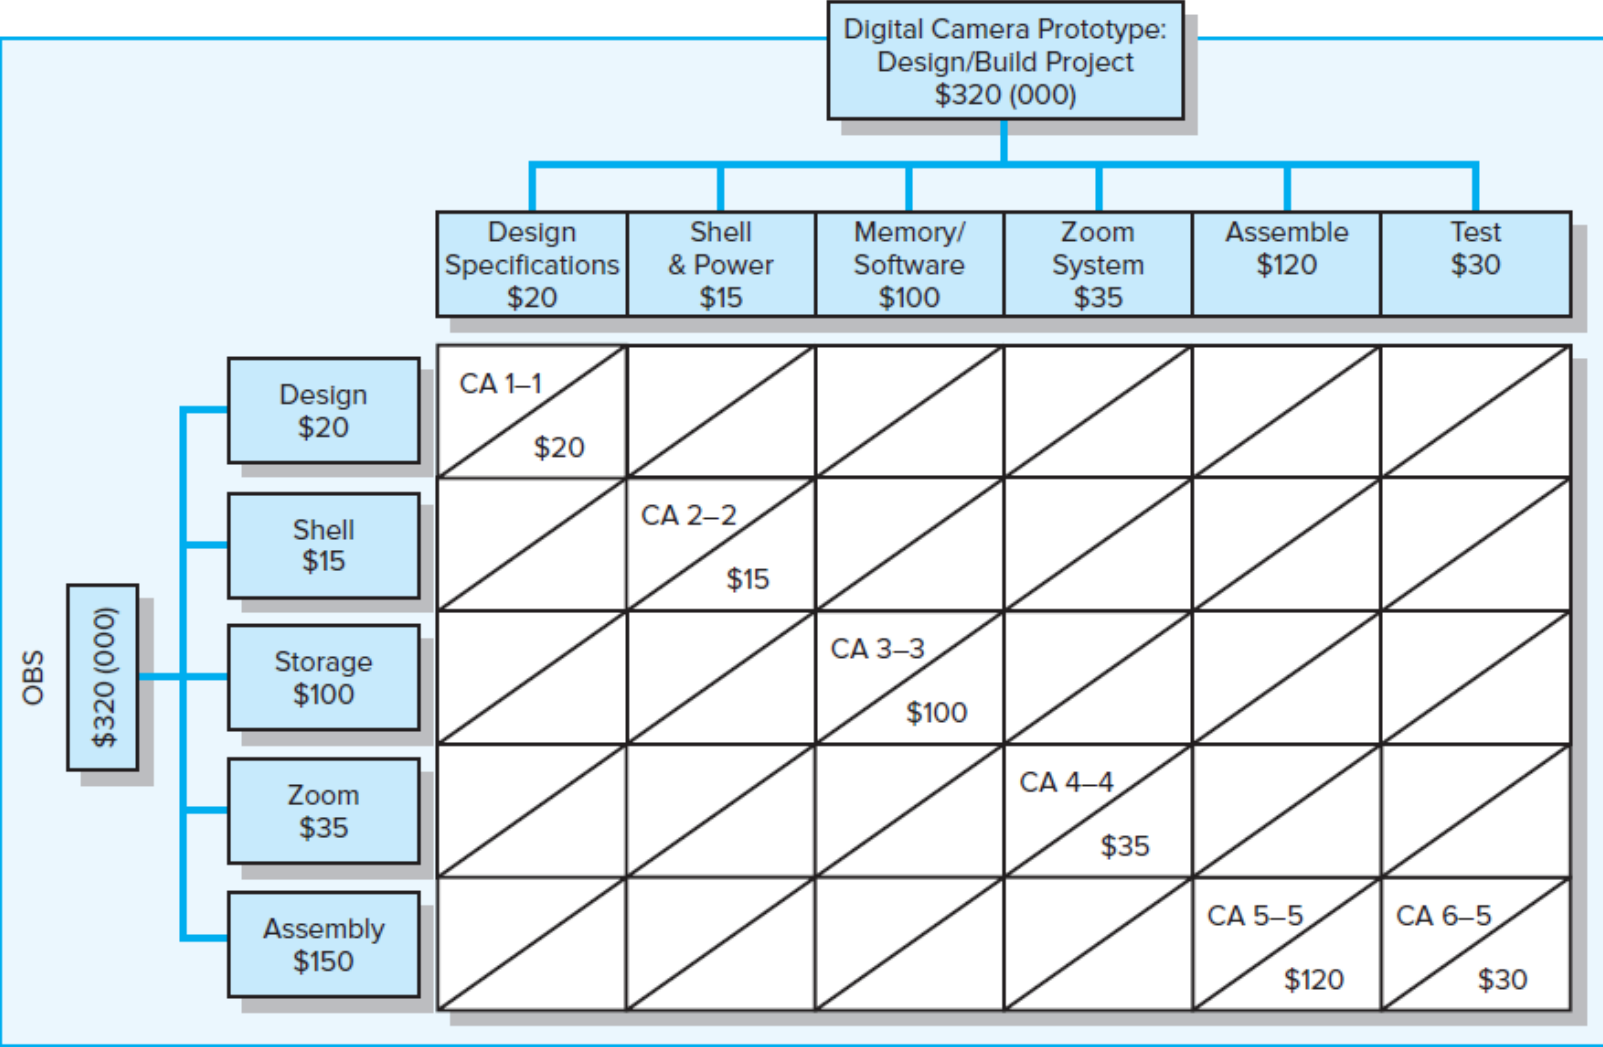 Digital Camera Prototype:
Design/Build Project
$320 (000)
Design
Specifications
$20
Shell
& Power
$15
Memory/
Software
$100
Zoom
System
$35
Assemble
$120
Test
$30
OBS
$320 (000)
Design
$20
CA 1–1
$20
Shell
$15
CA 2–2
$15
Storage
$100
CA 3–3
$100
Zoom
$35
CA 4–4
$35
Assembly
$150
CA 5–5
$120
CA 6–5
$30